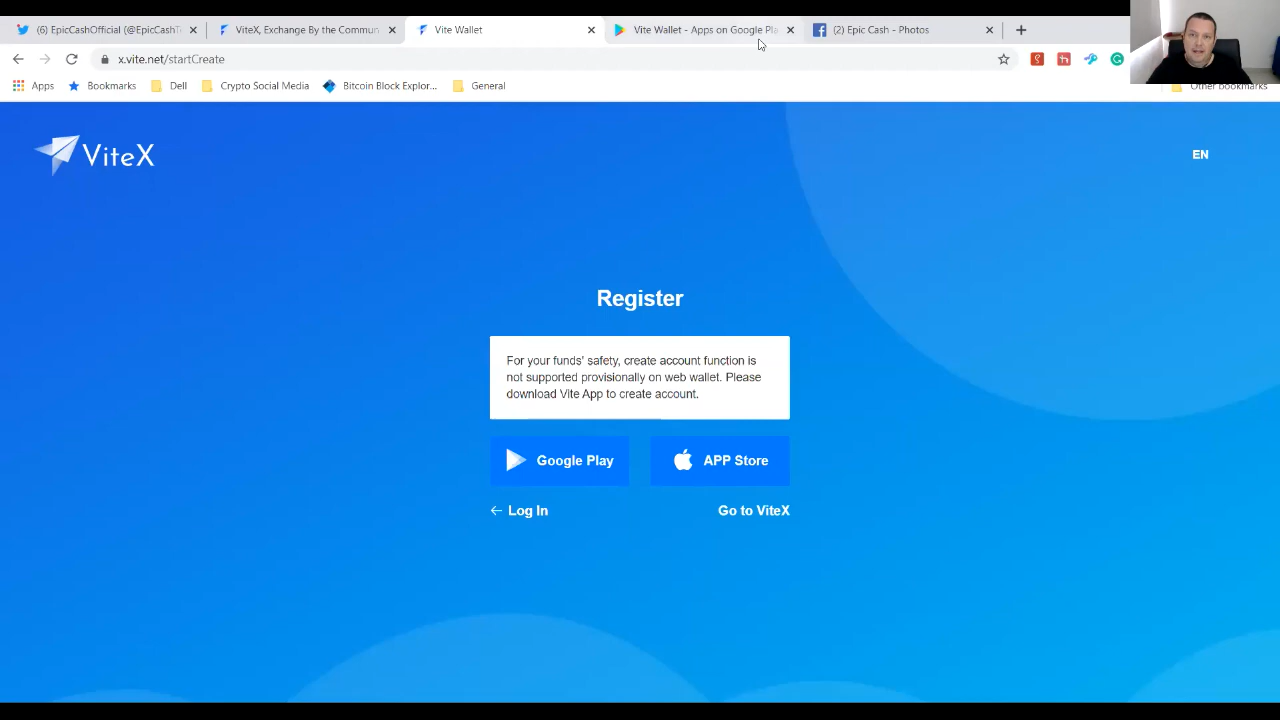 (6) EpicCashOfficial (@EpicCashT
ViteX, Exchange By the Commun
Vite Wallet
Vite Wallet - Apps on Google Pla
(2) Epic Cash - Photos
x.vite.net/startCreate
Apps
Bookmarks
Dell
Crypto Social Media
Bitcoin Block Explor...
General
Other bookmarks
ViteX
EN
Register
For your funds' safety, create account function is
not supported provisionally on web wallet. Please
download Vite App to create account.
Google Play
APP Store
← Log In
Go to ViteX